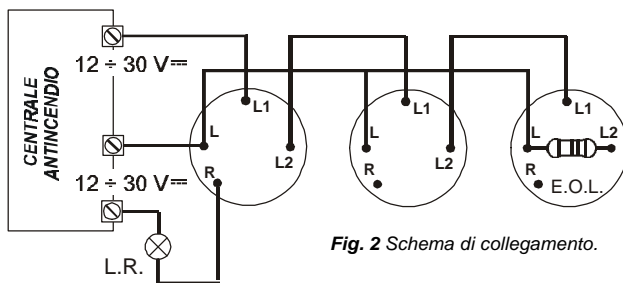 CENTRALE
ANTINCENDIO
12 ÷ 30 V⎓
12 ÷ 30 V⎓
L.R.
L1
L
L2
R
L1
L
L2
R
L1
L
L2
R
E.O.L.
Fig. 2 Schema di collegamento.